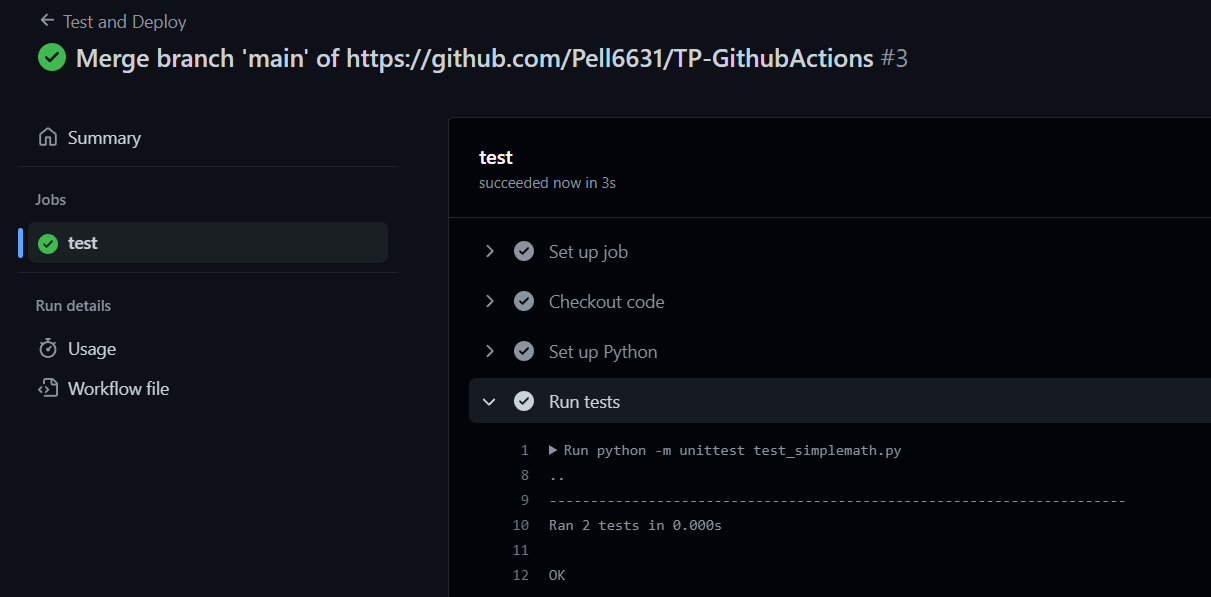 Test and Deploy
Merge branch 'main' of https://github.com/Pell6631/TP-GithubActions #3
Summary
Jobs
test
Run details
Usage
Workflow file
test
succeeded now in 3s
Set up job
Checkout code
Set up Python
Run tests
1 Run python -m unittest test_simplemath.py
8 ..
9 ----------------------------------------------------------------------
10 Ran 2 tests in 0.000s
11
12 OK